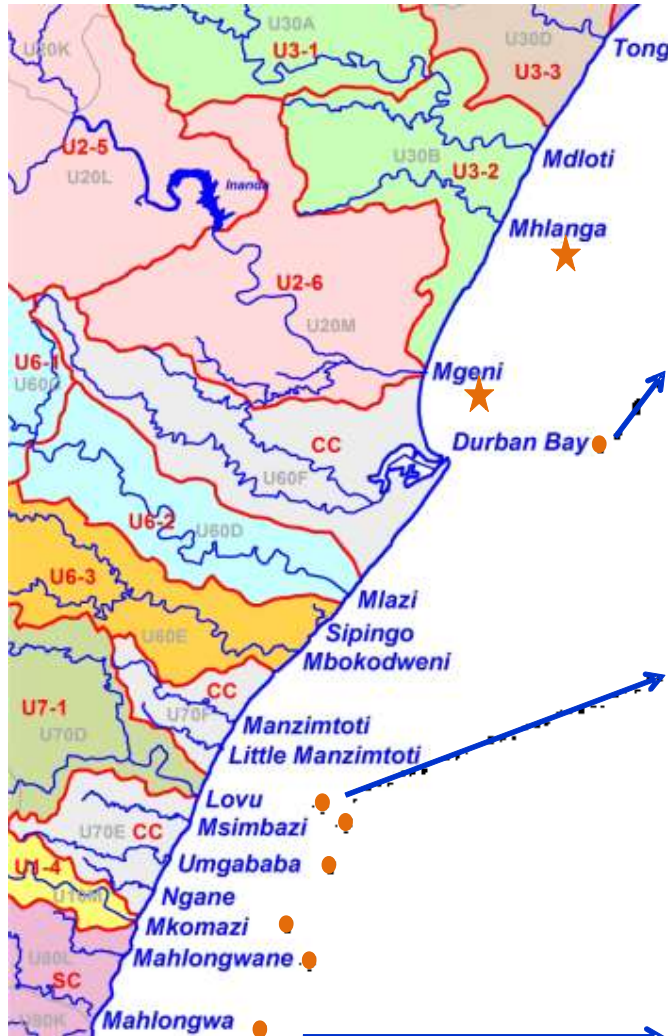 U30A
U30D
Tong
U20K
U3-1
U3-3
U2-5
U30B
Mdloti
U20L
U3-2
Inanda
Mhlanga
U2-6
U20M
U6-1
Mgeni
CC
Durban Bay
U60F
U6-2
U60D
U6-3
Mlazi
Sipingo
U60E
Mbokodweni
CC
U7-1
U70F
Manzimtoti
U70D
Little Manzimtoti
Lovu
U70E
CC
Msimbazi
U1-4
Umgababa
U10M
Ngane
Mkomazi
U80L
Mahlongwane
SC
Mahlongwa
U80K